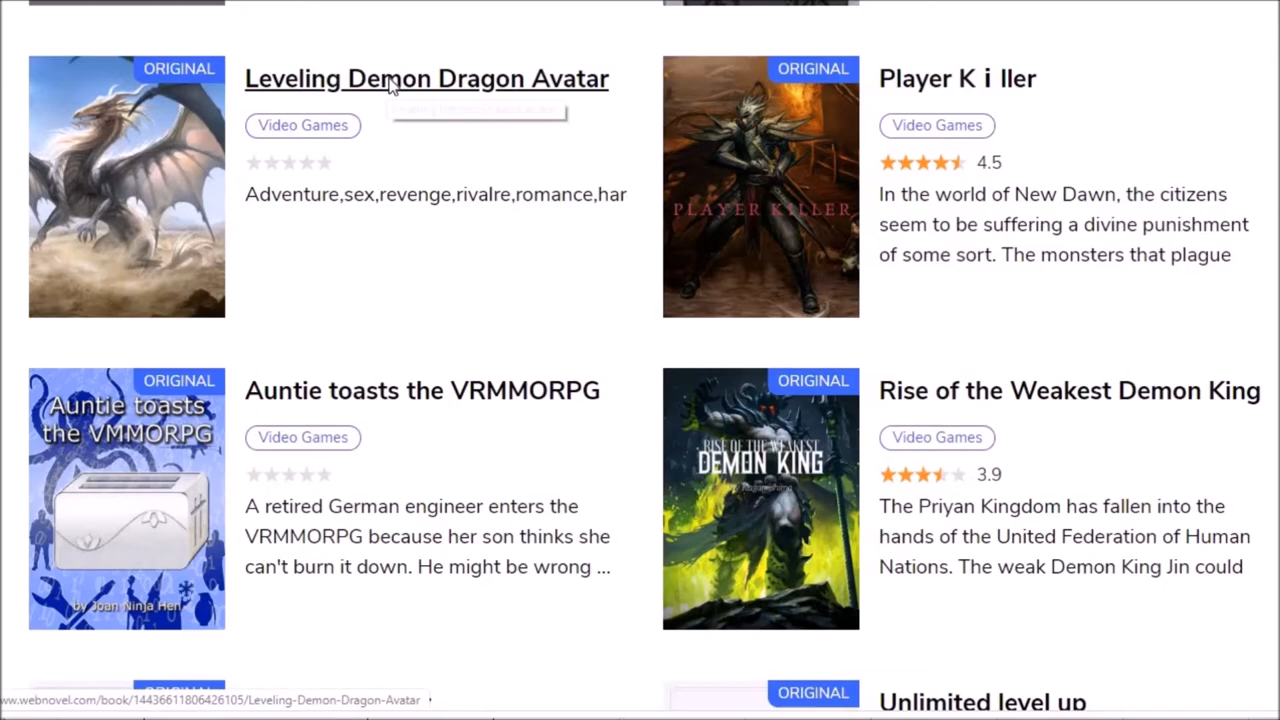 ORIGINAL
Leveling Demon Dragon Avatar
Video Games
Adventure,sex,revenge,rivalre,romance,har
ORIGINAL
PLAYER KILLER
Player K i ller
Video Games
4.5
In the world of New Dawn, the citizens
seem to be suffering a divine punishment
of some sort. The monsters that plague
ORIGINAL
Auntie toasts
the VMMORPG
by Joan Ninja Hen
Auntie toasts the VRMMORPG
Video Games
A retired German engineer enters the
VRMMORPG because her son thinks she
can't burn it down. He might be wrong ...
ORIGINAL
RISE OF THE WEAKEST
DEMON KING
Rise of the Weakest Demon King
Video Games
3.9
The Priyan Kingdom has fallen into the
hands of the United Federation of Human
Nations. The weak Demon King Jin could
ORIGINAL
ORIGINAL
Unlimited level up
ww.webnovel.com/book/14436611806426105/Leveling-Demon-Dragon-Avatar